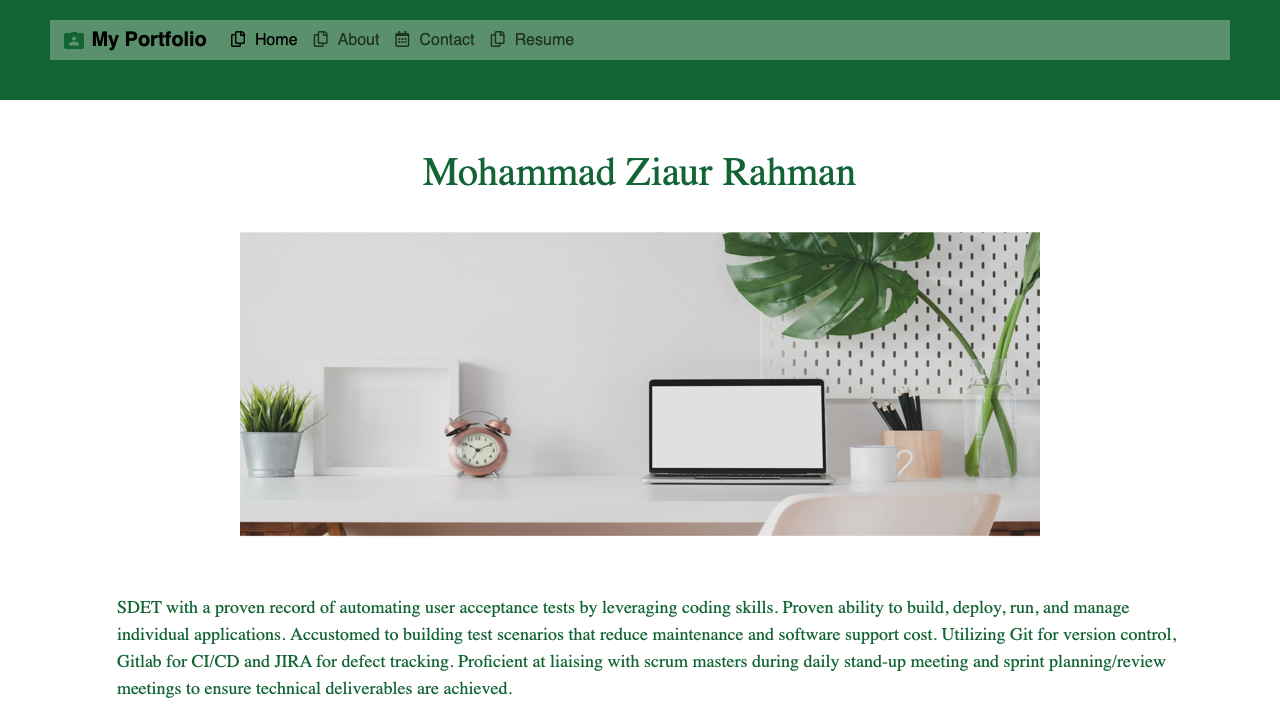 My Portfolio Home About Contact Resume
Mohammad Ziaur Rahman
SDET with a proven record of automating user acceptance tests by leveraging coding skills. Proven ability to build, deploy, run, and manage
individual applications. Accustomed to building test scenarios that reduce maintenance and software support cost. Utilizing Git for version control,
Gitlab for CI/CD and JIRA for defect tracking. Proficient at liaising with scrum masters during daily stand-up meeting and sprint planning/review
meetings to ensure technical deliverables are achieved.